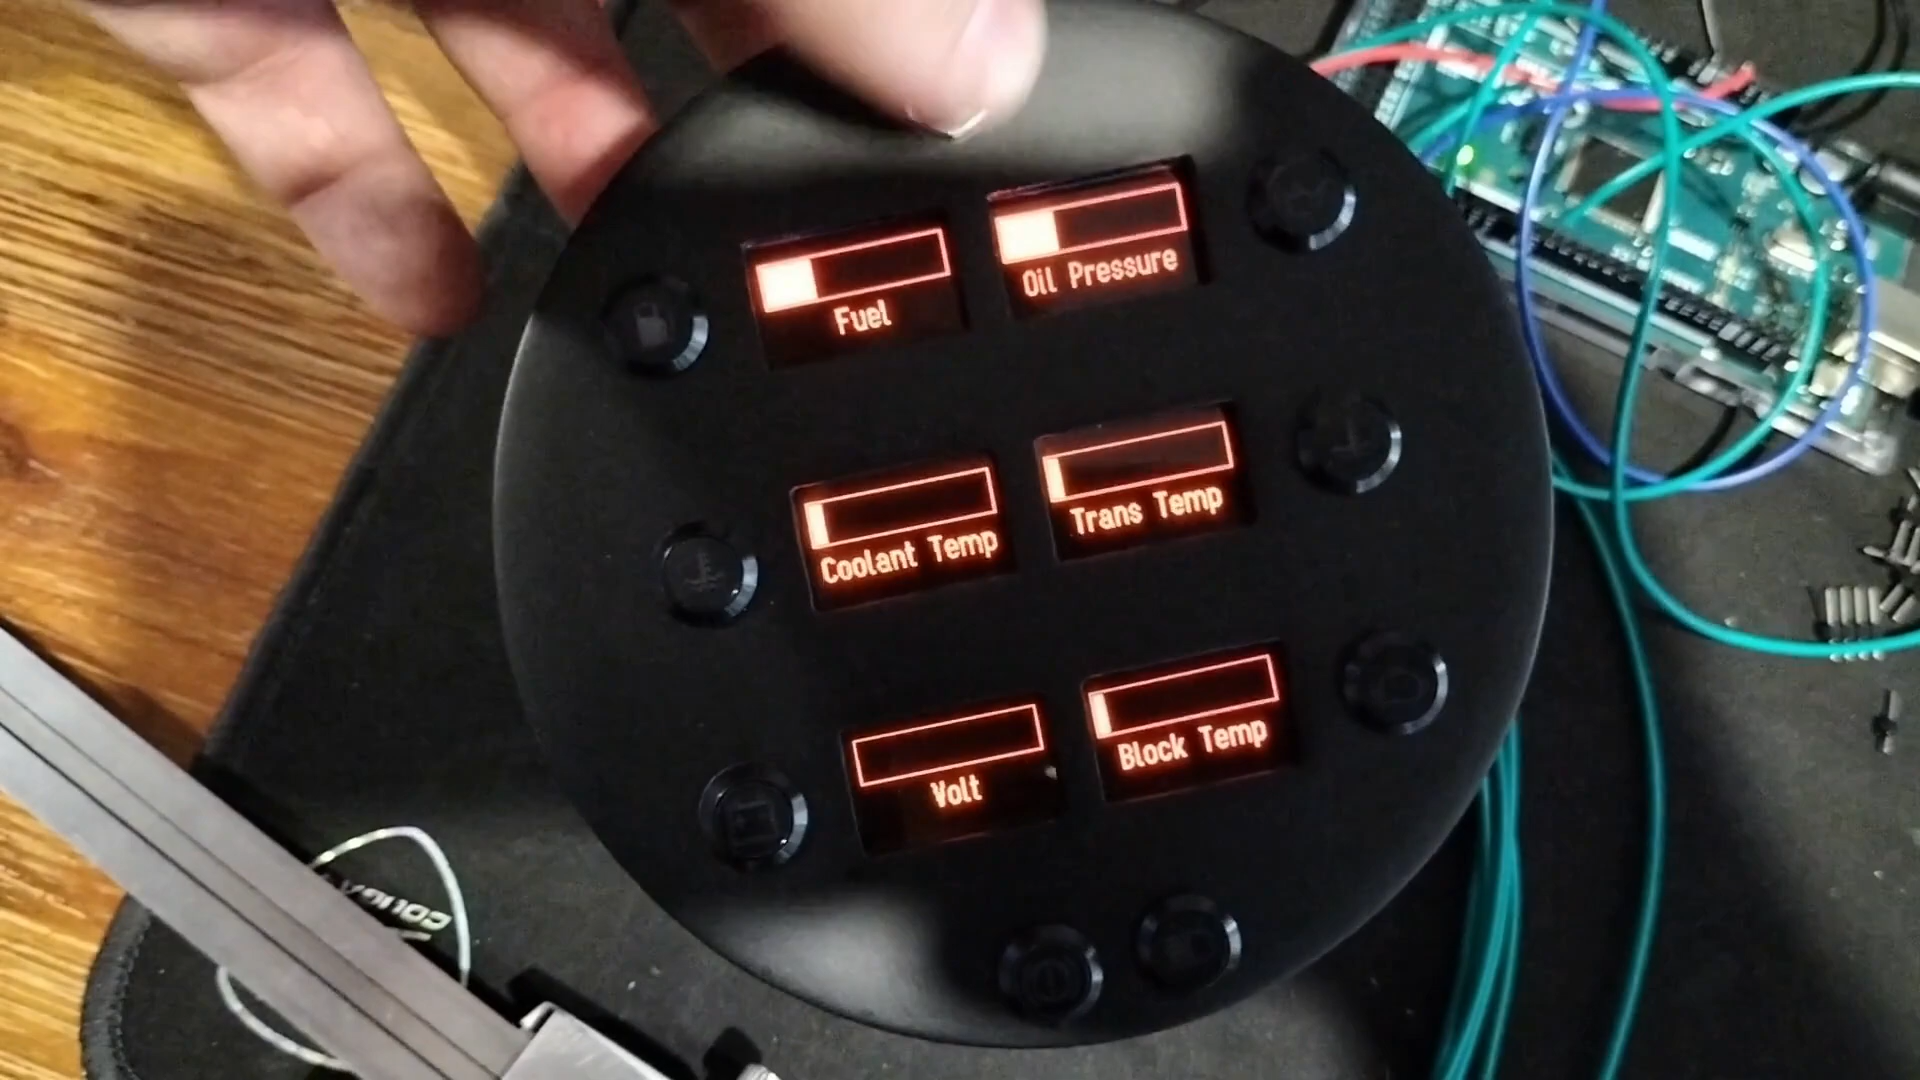 Fuel
Oil Pressure
Coolant Temp
Trans Temp
Volt
Block Temp